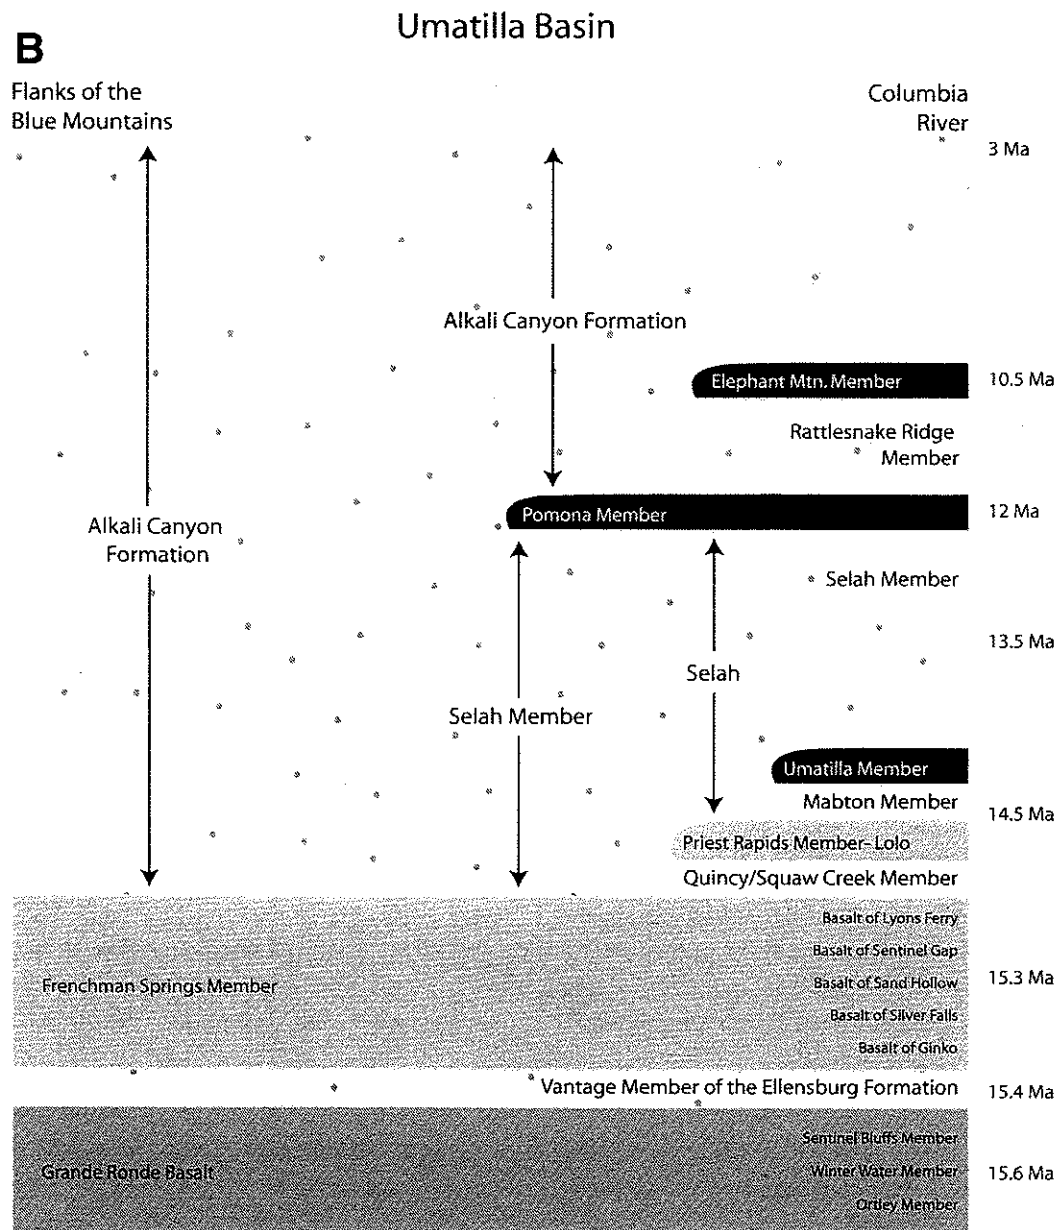 Umatilla Basin
B
Flanks of the
Blue Mountains
Columbia
River
3 Ma
Alkali Canyon Formation
Elephant Mtn. Member
10.5 Ma
Rattlesnake Ridge
Member
Pomona Member
12 Ma
Alkali Canyon
Formation
Selah Member
13.5 Ma
Selah
Selah Member
Umatilla Member
Mabton Member
14.5 Ma
Priest Rapids Member- Lolo
Quincy/Squaw Creek Member
Basalt of Lyons Ferry
Basalt of Sentinel Gap
Frenchman Springs Member
Basalt of Sand Hollow
15.3 Ma
Basalt of Silver Falls
Basalt of Ginko
Vantage Member of the Ellensburg Formation
15.4 Ma
Sentinel Bluffs Member
Grande Ronde Basalt
Winter Water Member
15.6 Ma
Ortley Member